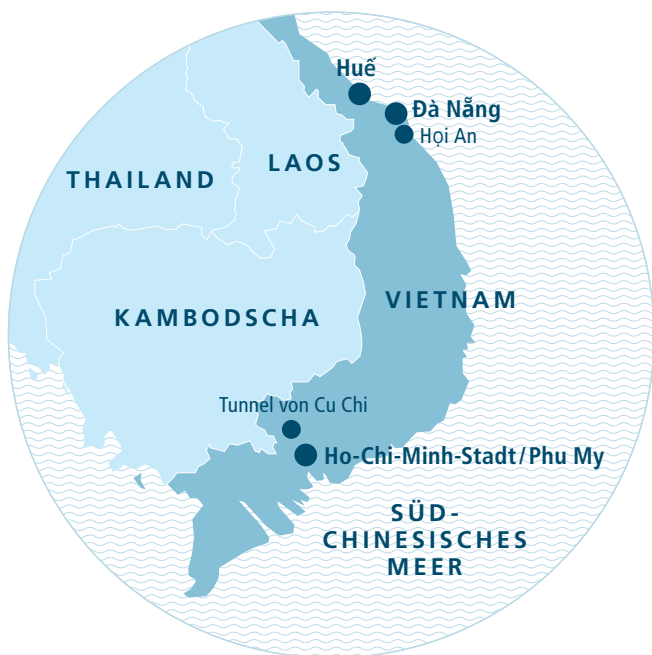 Huế
Đà Nẵng
Họi An
LAOS
THAILAND
VIETNAM
KAMBODSCHA
Tunnel von Cu Chi
Ho-Chi-Minh-Stadt/Phu My
SÜD-
CHINESISCHES
MEER